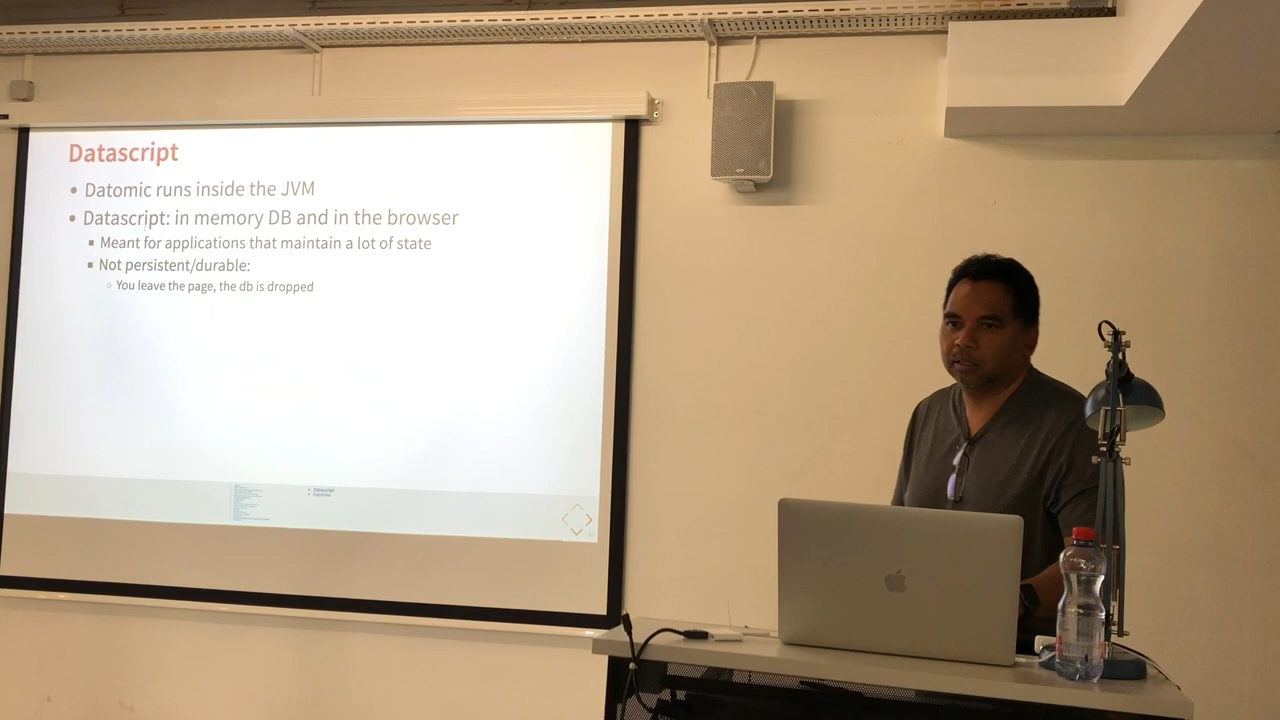 Datascript
• Datomic runs inside the JVM
• Datascript: in memory DB and in the browser
▪ Meant for applications that maintain a lot of state
▪ Not persistent/durable:
○ You leave the page, the db is dropped
• Datascript